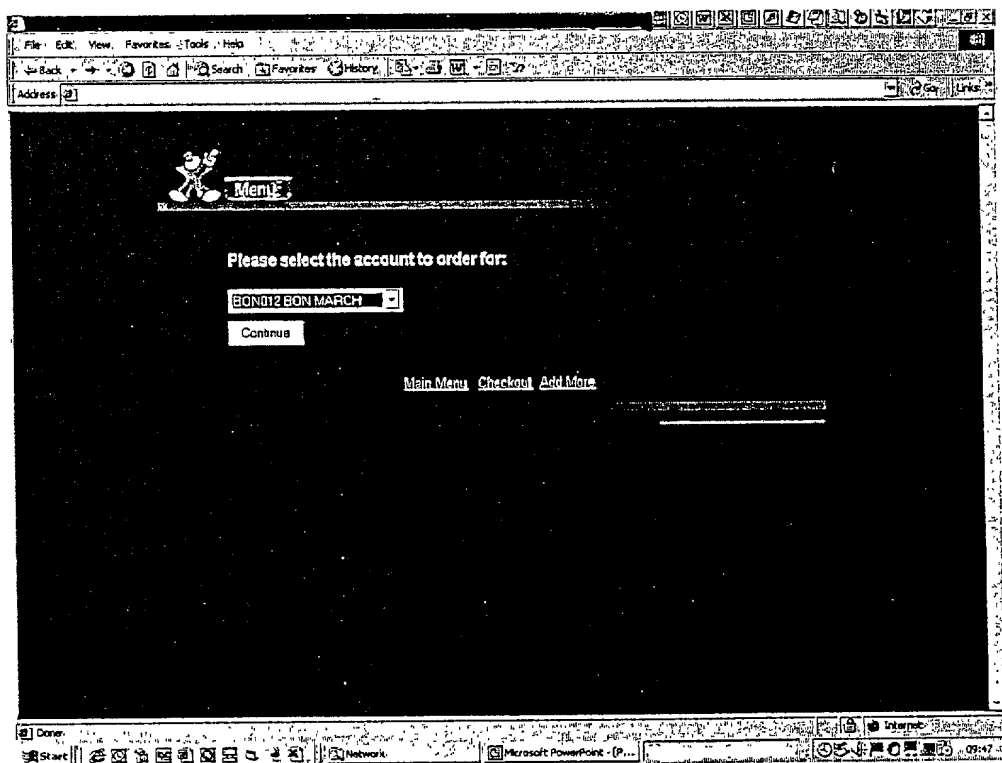 File Edit View Favorites Tools Help
Back Search Favorites History
Address Go Links
Menu
Please select the account to order for:
BON012 BON MARCH
Continue
Main Menu Checkout Add More
Done Internet
Start Network Microsoft PowerPoint - [P... 09:47